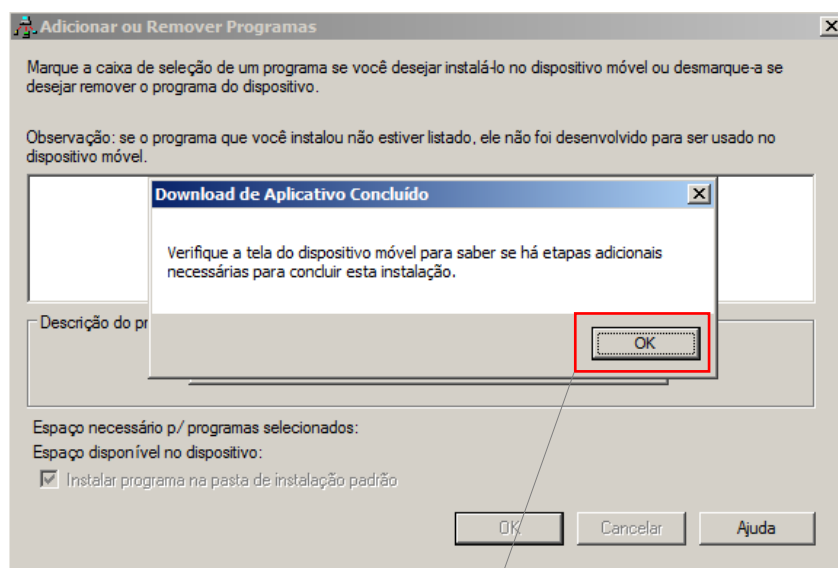 Adicionar ou Remover Programas
Marque a caixa de seleção de um programa se você desejar instalá-lo no dispositivo móvel ou desmarque-a se
desejar remover o programa do dispositivo.
Observação: se o programa que você instalou não estiver listado, ele não foi desenvolvido para ser usado no
dispositivo móvel.
Download de Aplicativo Concluído
Verifique a tela do dispositivo móvel para saber se há etapas adicionais
necessárias para concluir esta instalação.
OK
Descrição do pr
Espaço necessário p/ programas selecionados:
Espaço disponível no dispositivo:
Instalar programa na pasta de instalação padrão
OK Cancelar Ajuda